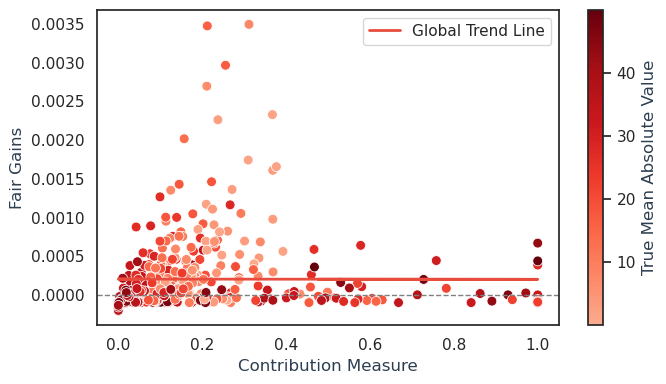 Global Trend Line
Fair Gains
0.0035
0.0030
0.0025
0.0020
0.0015
0.0010
0.0005
0.0000
0.0 0.2 0.4 0.6 0.8 1.0
Contribution Measure
40
30
20
10
True Mean Absolute Value